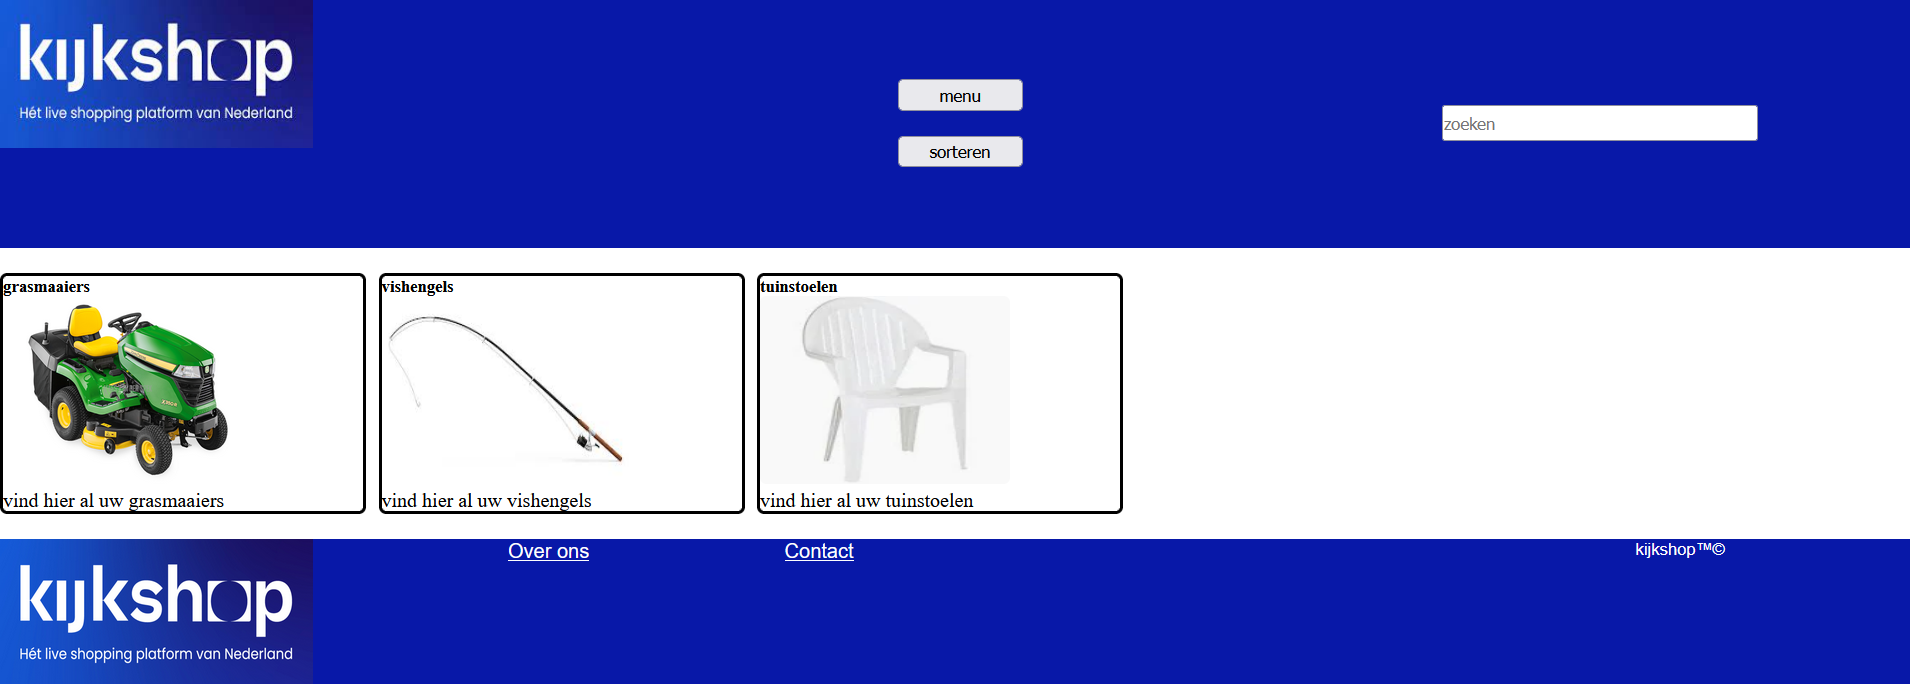 kijkshop
Hét live shopping platform van Nederland
menu
sorteren
zoeken
grasmaaiers
vind hier al uw grasmaaiers
vishengels
vind hier al uw vishengels
tuinstoelen
vind hier al uw tuinstoelen
kijkshop
Hét live shopping platform van Nederland
Over ons
Contact
kijkshop™©